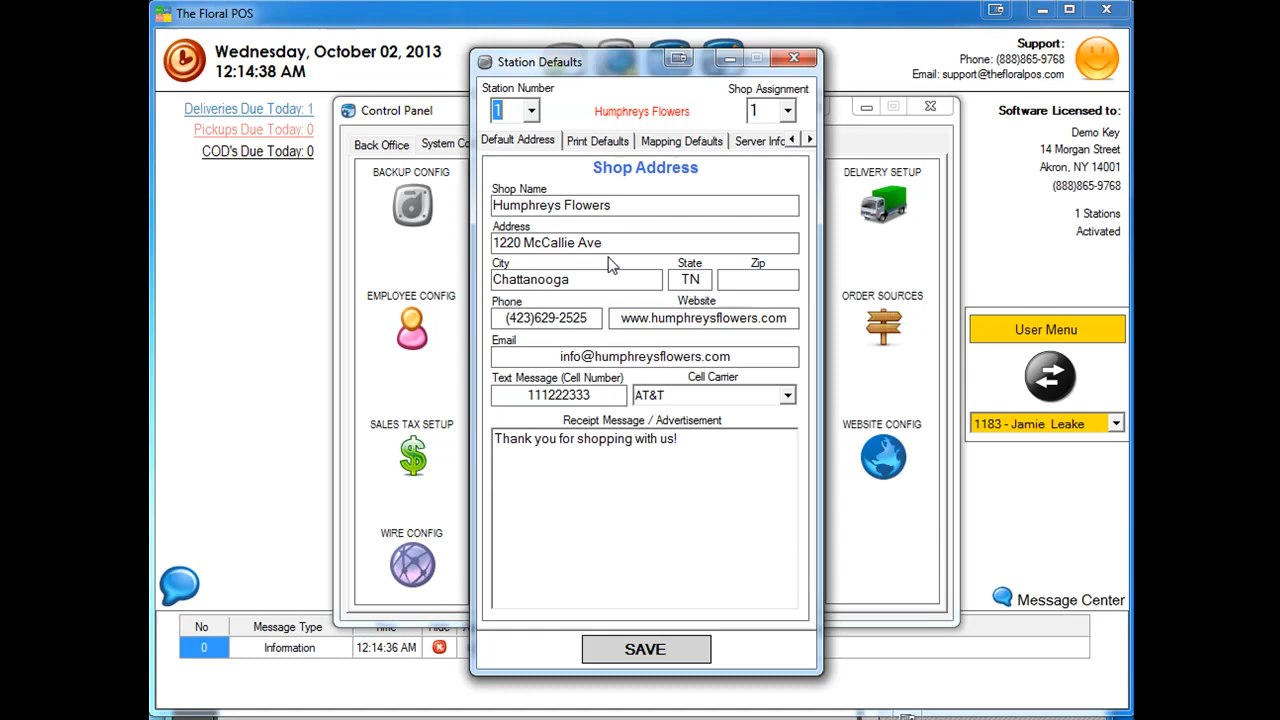 The Floral POS
Wednesday, October 02, 2013
12:14:38 AM
Support:
Phone: (888)865-9768
Email: support@thefloralpos.com
Deliveries Due Today: 1
Pickups Due Today: 0
COD's Due Today: 0
Control Panel
Back Office
System Co
BACKUP CONFIG
EMPLOYEE CONFIG
SALES TAX SETUP
WIRE CONFIG
Station Defaults
Station Number
Shop Assignment
1
Humphreys Flowers
1
Default Address
Print Defaults
Mapping Defaults
Server Info
Shop Address
Shop Name
Humphreys Flowers
Address
1220 McCallie Ave
City
State
Zip
Chattanooga
TN
Phone
Website
(423)629-2525
www.humphreysflowers.com
Email
info@humphreysflowers.com
Text Message (Cell Number)
Cell Carrier
111222333
AT&T
Receipt Message / Advertisement
Thank you for shopping with us!
SAVE
DELIVERY SETUP
ORDER SOURCES
WEBSITE CONFIG
Software Licensed to:
Demo Key
14 Morgan Street
Akron, NY 14001
(888)865-9768
1 Stations
Activated
User Menu
1183 - Jamie Leake
Message Center
No
Message Type
Time
0
Information
12:14:36 AM